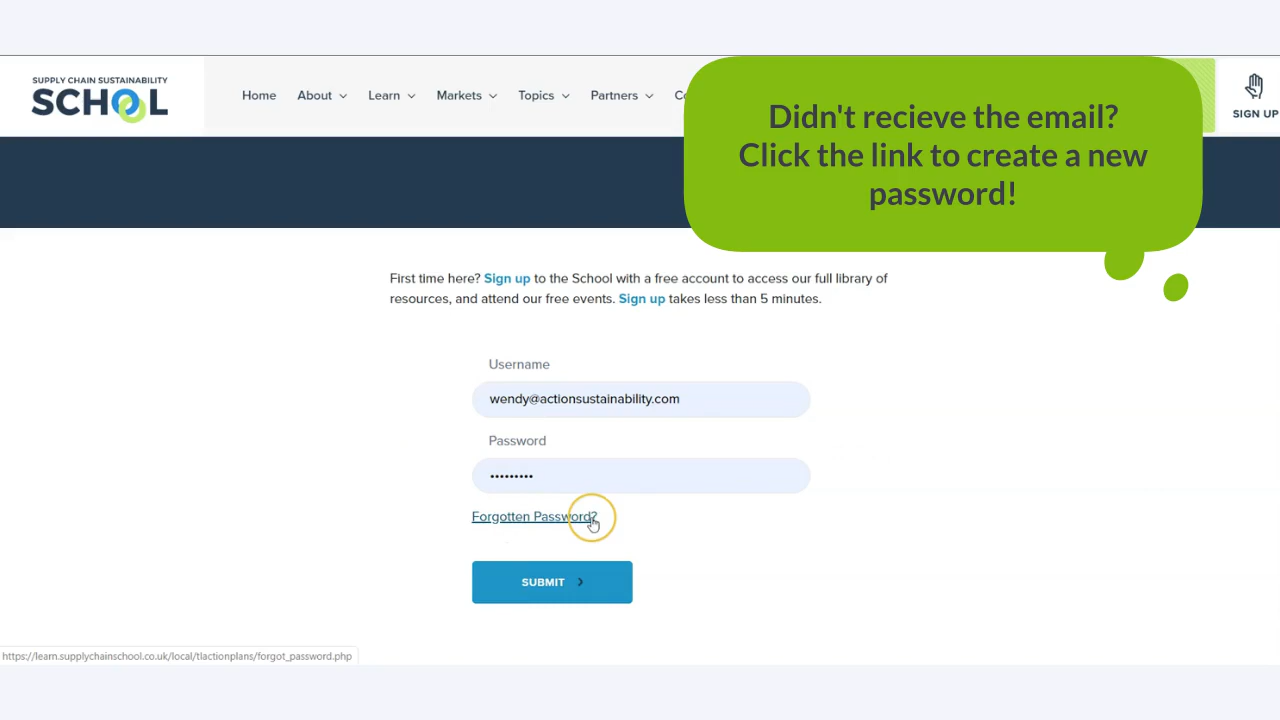 SUPPLY CHAIN SUSTAINABILITY
SCHOOL
Home About Learn Markets Topics Partners
SIGN UP
Didn't recieve the email?
Click the link to create a new
password!
First time here? Sign up to the School with a free account to access our full library of
resources, and attend our free events. Sign up takes less than 5 minutes.
Username
wendy@actionsustainability.com
Password
•••••••••
Forgotten Password?
SUBMIT
https://learn.supplychainschool.co.uk/local/tlactionplans/forgot_password.php